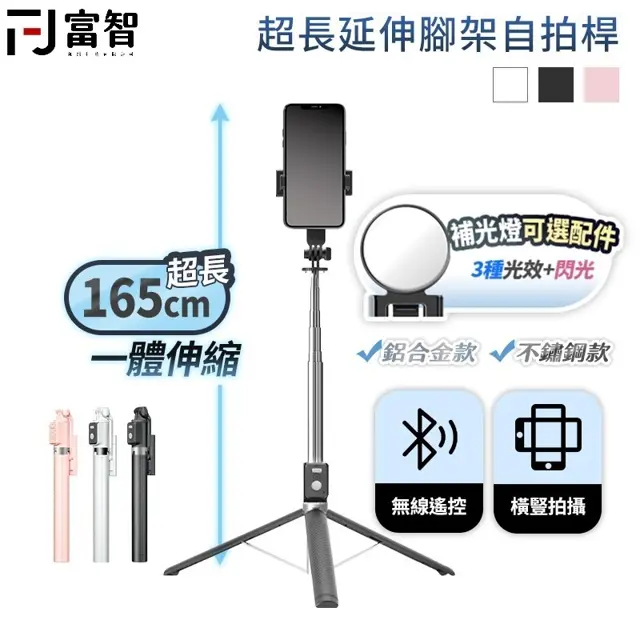 富智
超長延伸腳架自拍桿
超長
165cm
一體伸縮
補光燈可選配件
3種光效+閃光
鋁合金款
不鏽鋼款
無線遙控
橫豎拍攝